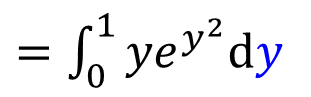 = ∫₀¹ ye^{y²} dy